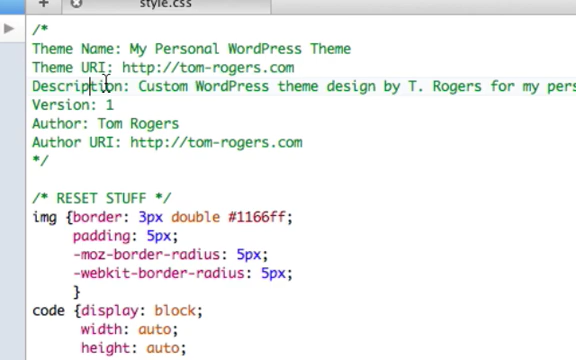 style.css
/*
Theme Name: My Personal WordPress Theme
Theme URI: http://tom-rogers.com
Description: Custom WordPress theme design by T. Rogers for my
Version: 1
Author: Tom Rogers
Author URI: http://tom-rogers.com
*/
/* RESET STUFF */
img {border: 3px double #1166ff;
padding: 5px;
-moz-border-radius: 5px;
-webkit-border-radius: 5px;
}
code {display: block;
width: auto;
height: auto;